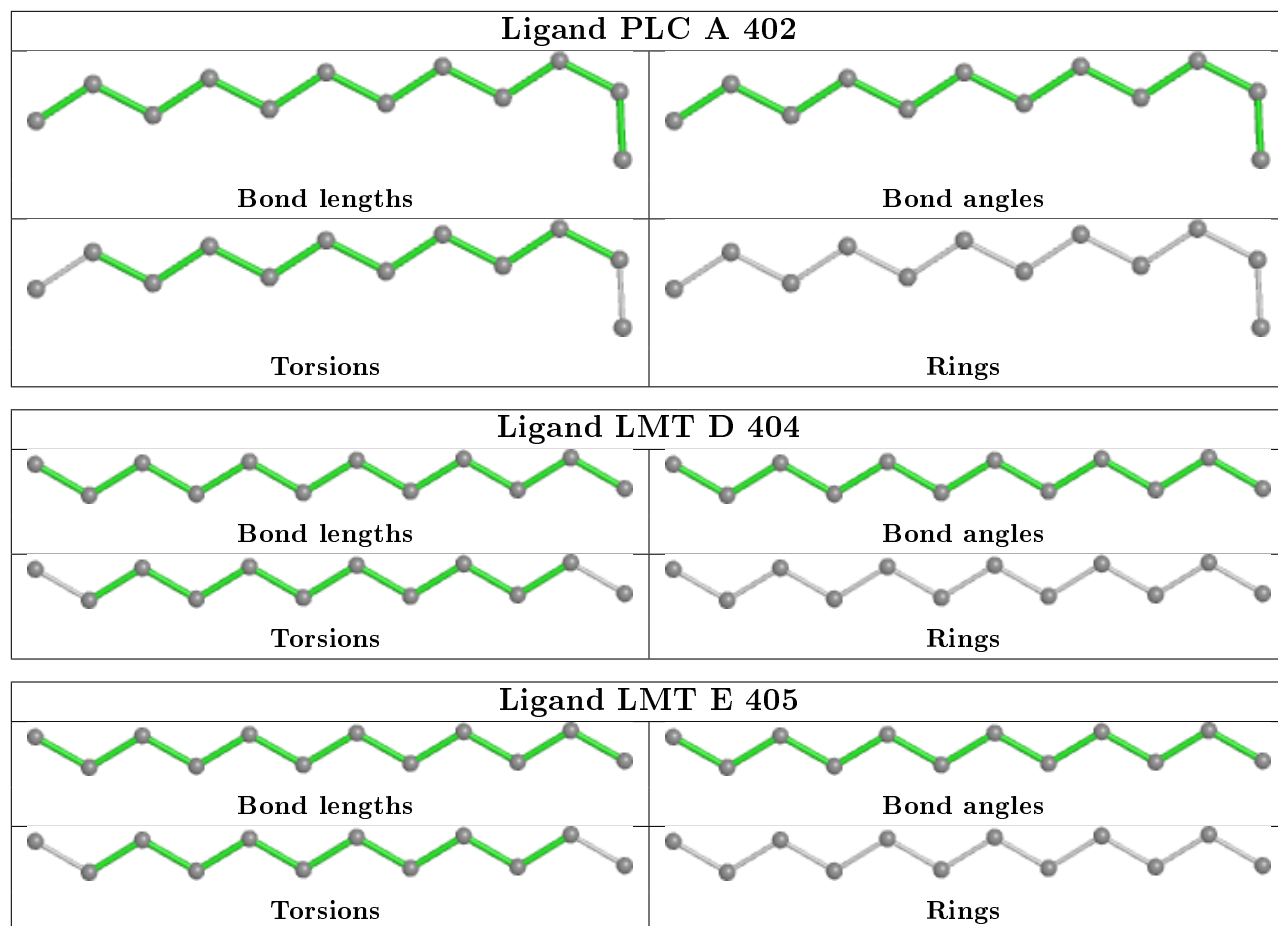 Ligand PLC A 402
Bond lengths
Bond angles
Torsions
Rings
Ligand LMT D 404
Bond lengths
Bond angles
Torsions
Rings
Ligand LMT E 405
Bond lengths
Bond angles
Torsions
Rings